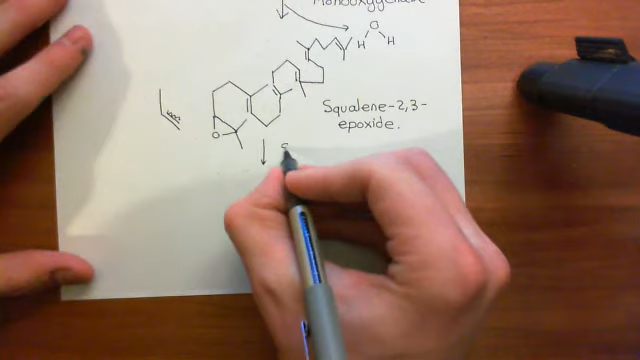 Monooxygenase
O
H H
Squalene-2,3-
epoxide.
O
S